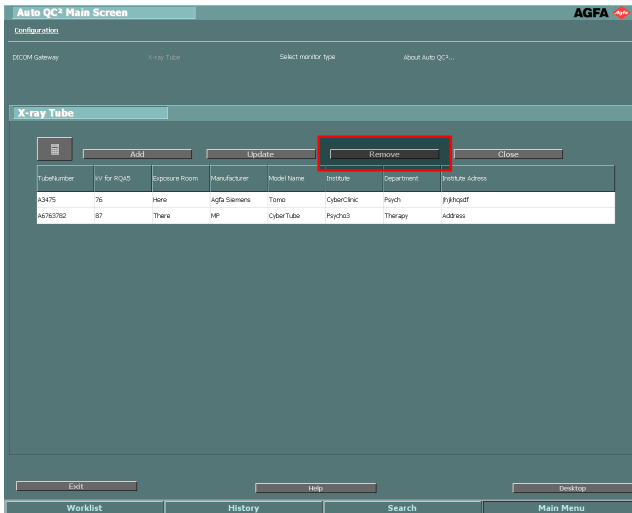 Auto QC² Main Screen
AGFA Agfa
Configuration
DICOM Gateway X-ray Tube Select monitor type About Auto QC²...
X-ray Tube
Add Update Remove Close
TubeNumber kV for RQA5 Exposure Room Manufacturer Model Name Institute Department Institute Adress
A3475 76 Here Agfa Siemens Tomo CyberClinic Psych jhjkhqsdf
A6763782 87 There MP CyberTube Psycho3 Therapy Address
Exit Help Desktop
Worklist History Search Main Menu